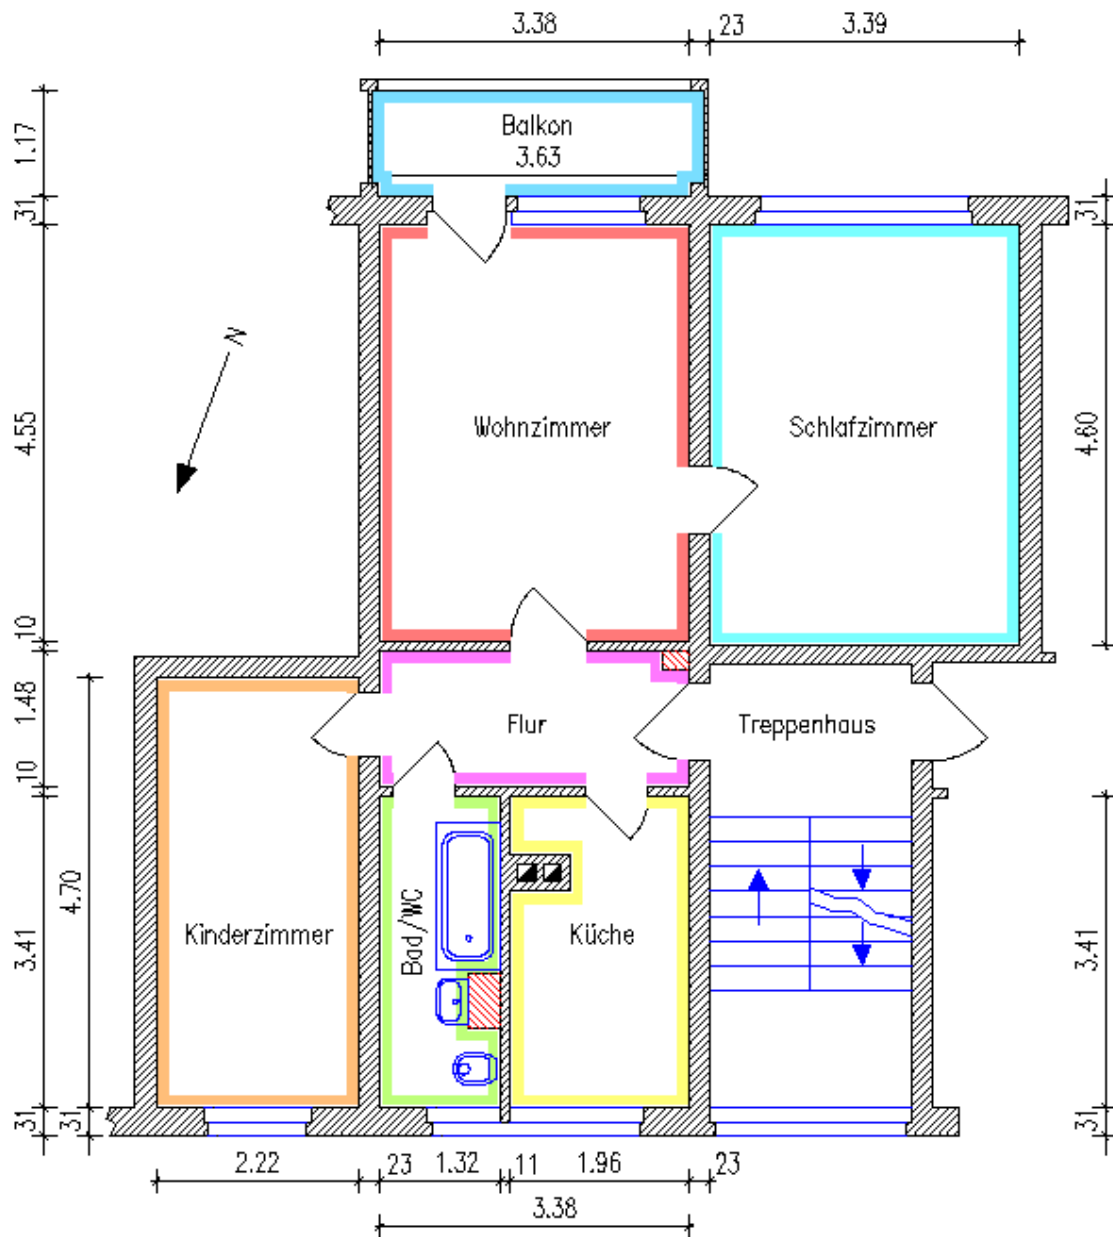 3.38
23
3.39
1.17
Balkon
3.63
31
31
N
4.55
Wohnzimmer
Schlafzimmer
4.60
10
1.48
Flur
Treppenhaus
10
4.70
3.41
Kinderzimmer
Bad/WC
Küche
3.41
31
31
31
2.22
23
1.32
11
1.96
23
3.38